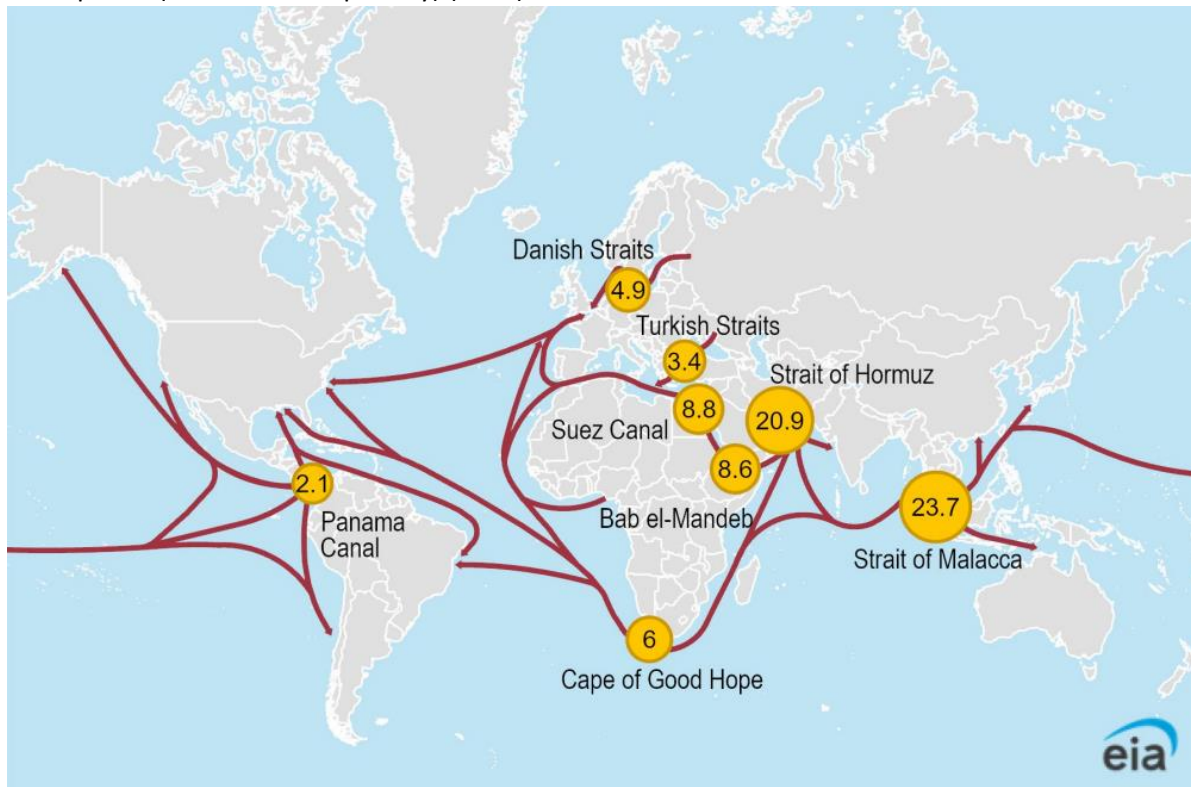 Danish Straits
4.9
Turkish Straits
3.4
Strait of Hormuz
8.8
20.9
Suez Canal
8.6
2.1
Bab el-Mandeb
23.7
Panama
Canal
Strait of Malacca
6
Cape of Good Hope
eia